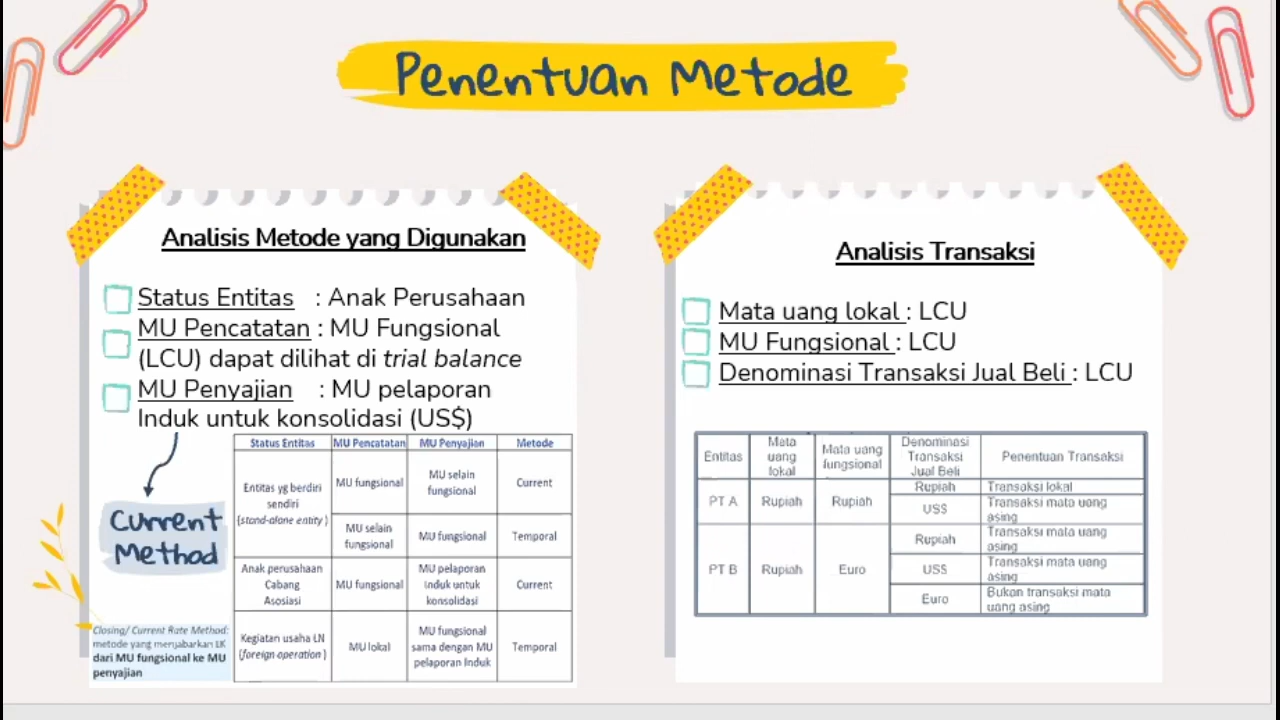 Penentuan Metode
Analisis Metode yang Digunakan
Status Entitas : Anak Perusahaan
MU Pencatatan : MU Fungsional
(LCU) dapat dilihat di trial balance
MU Penyajian : MU pelaporan
Induk untuk konsolidasi (US$)
Status Entitas MU Pencatatan MU Penyajian Metode
Entitas yg berdiri
sendiri
(stand-alone entity)
MU fungsional
MU selain
fungsional
Current
MU selain
fungsional
MU fungsional
Temporal
Anak perusahaan
Cabang
Asosiasi
MU fungsional
MU pelaporan
Induk untuk
konsolidasi
Current
Kegiatan usaha LN
(foreign operation)
MU lokal
MU fungsional
sama dengan MU
pelaporan Induk
Temporal
Current
Method
Closing/ Current Rate Method:
metode yang menjabarkan LK
dari MU fungsional ke MU
penyajian
Analisis Transaksi
Mata uang lokal : LCU
MU Fungsional : LCU
Denominasi Transaksi Jual Beli : LCU
Entitas
Mata
uang
lokal
Mata uang
fungsional
Denominasi
Transaksi
Jual Beli
Penentuan Transaksi
PT A
Rupiah
Rupiah
Rupiah
Transaksi lokal
US$
Transaksi mata uang
asing
PT B
Rupiah
Euro
Rupiah
Transaksi mata uang
asing
US$
Transaksi mata uang
asing
Euro
Bukan transaksi mata
uang asing